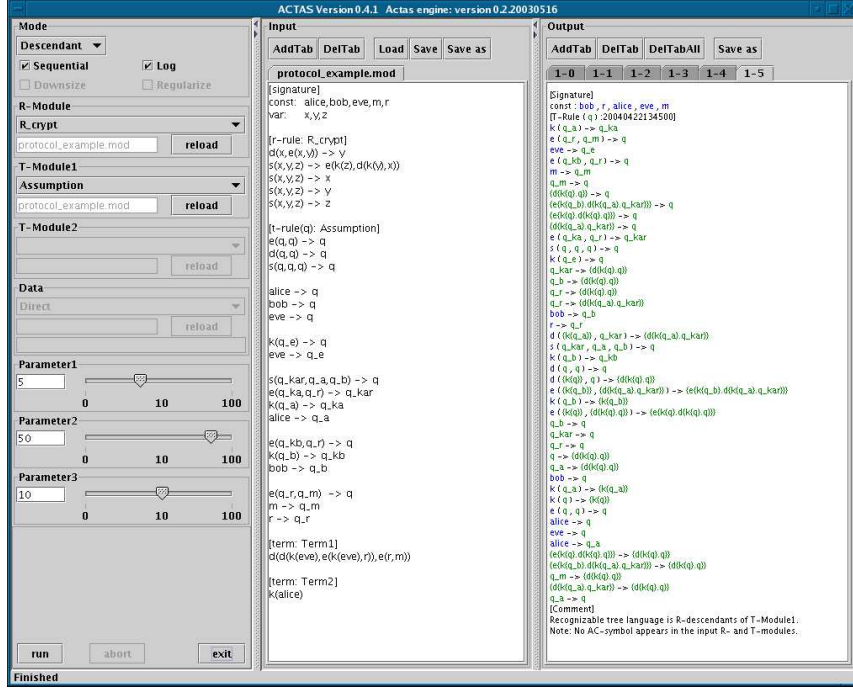 ACTAS Version 0.4.1 Actas engine: version 0.2.20030516
Mode
Descendant
Sequential Log
Downsize Regularize
R-Module
R_crypt
protocol_example.mod reload
T-Module1
Assumption
protocol_example.mod reload
T-Module2
reload
Data
Direct
reload
Parameter1
5
0 10 100
Parameter2
50
0 10 100
Parameter3
10
0 10 100
run abort exit
Finished
Input
AddTab DelTab Load Save Save as
protocol_example.mod
[signature]
const: alice,bob,eve,m,r
var: x,y,z
[r-rule: R_crypt]
d(x,e(x,y)) -> y
s(x,y,z) -> e(k(z),d(k(y),x))
s(x,y,z) -> x
s(x,y,z) -> y
s(x,y,z) -> z
[t-rule(q): Assumption]
e(q,q) -> q
d(q,q) -> q
s(q,q,q) -> q
alice -> q
bob -> q
eve -> q
k(q_e) -> q
eve -> q_e
s(q_kar,q_a,q_b) -> q
e(q_ka,q_r) -> q_kar
k(q_a) -> q_ka
alice -> q_a
e(q_kb,q_r) -> q
k(q_b) -> q_kb
bob -> q_b
e(q_r,q_m) -> q
m -> q_m
r -> q_r
[term: Term1]
d(d(k(eve),e(k(eve),r)),e(r,m))
[term: Term2]
k(alice)
Output
AddTab DelTab DelTabAll Save as
1-0 1-1 1-2 1-3 1-4 1-5
[Signature]
const : bob , r , alice , eve , m
[T-Rule ( q ) :20040422134500]
k ( q_a ) -> q_ka
e ( q_r , q_m ) -> q
eve -> q_e
e ( q_kb , q_r ) -> q
m -> q_m
q_m -> q
{d(k(q).q)} -> q
{e(k(q_b).d(k(q_a).q_kar))} -> q
{e(k(q).d(k(q).q))} -> q
{d(k(q_a).q_kar)} -> q
e ( q_ka , q_r ) -> q_kar
s ( q , q , q ) -> q
k ( q_e ) -> q
q_kar -> {d(k(q).q)}
q_b -> {d(k(q).q)}
q_r -> {d(k(q).q)}
q_r -> {d(k(q_a).q_kar)}
bob -> q_b
r -> q_r
d ( {k(q_a)} , q_kar ) -> {d(k(q_a).q_kar)}
s ( q_kar , q_a , q_b ) -> q
k ( q_b ) -> q_kb
d ( q , q ) -> q
d ( {k(q)} , q ) -> {d(k(q).q)}
e ( {k(q_b)} , {d(k(q_a).q_kar)} ) -> {e(k(q_b).d(k(q_a).q_kar))}
k ( q_b ) -> {k(q_b)}
e ( {k(q)} , {d(k(q).q)} ) -> {e(k(q).d(k(q).q))}
q_b -> q
q_kar -> q
q_r -> q
q -> {d(k(q).q)}
q_a -> {d(k(q).q)}
bob -> q
k ( q_a ) -> {k(q_a)}
k ( q ) -> {k(q)}
e ( q , q ) -> q
alice -> q
eve -> q
alice -> q_a
{e(k(q).d(k(q).q))} -> {d(k(q).q)}
{e(k(q_b).d(k(q_a).q_kar))} -> {d(k(q).q)}
q_m -> {d(k(q).q)}
{d(k(q_a).q_kar)} -> {d(k(q).q)}
q_a -> q
[Comment]
Recognizable tree language is R-descendants of T-Module1.
Note: No AC-symbol appears in the input R- and T-modules.